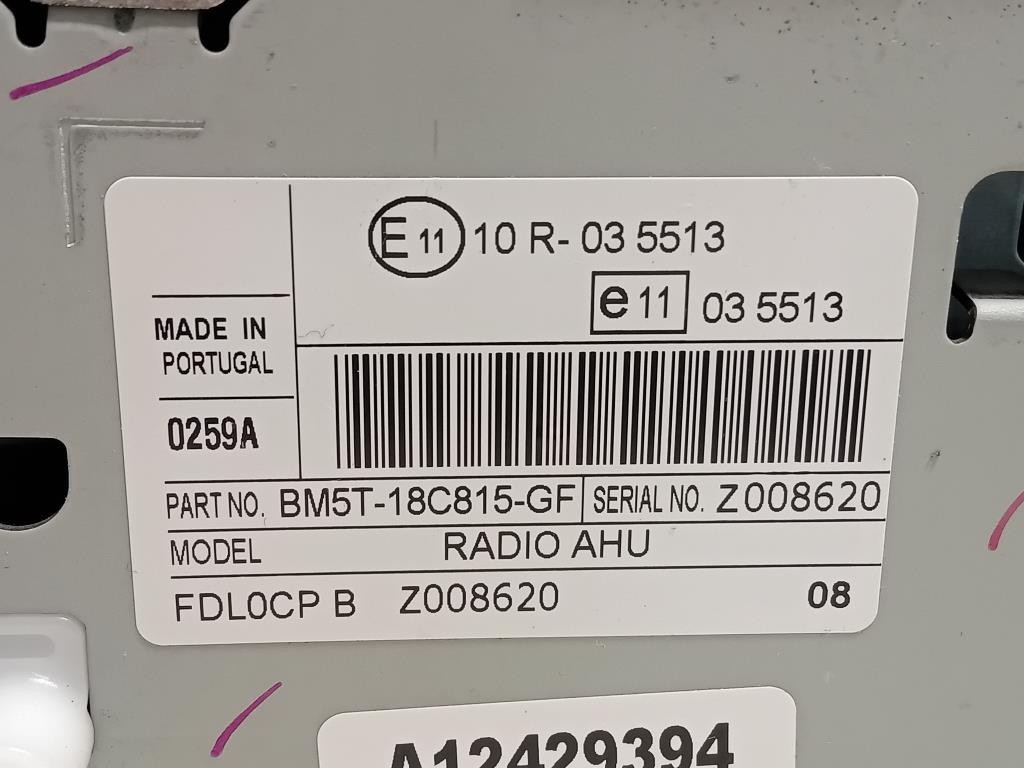 E 11 10 R- 03 5513
e 11 03 5513
MADE IN
PORTUGAL
0259A
PART NO. BM5T-18C815-GF SERIAL NO. Z008620
MODEL RADIO AHU
FDL0CP B Z008620 08
A12429394